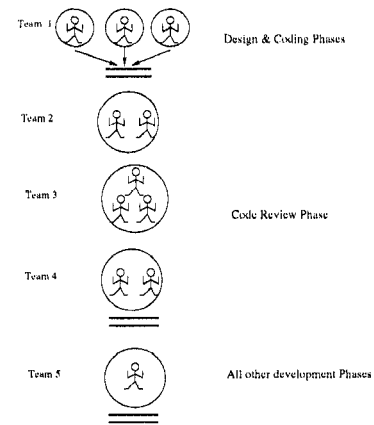 Team 1
Design & Coding Phases
Team 2
Team 3
Code Review Phase
Team 4
Team 5
All other development Phases